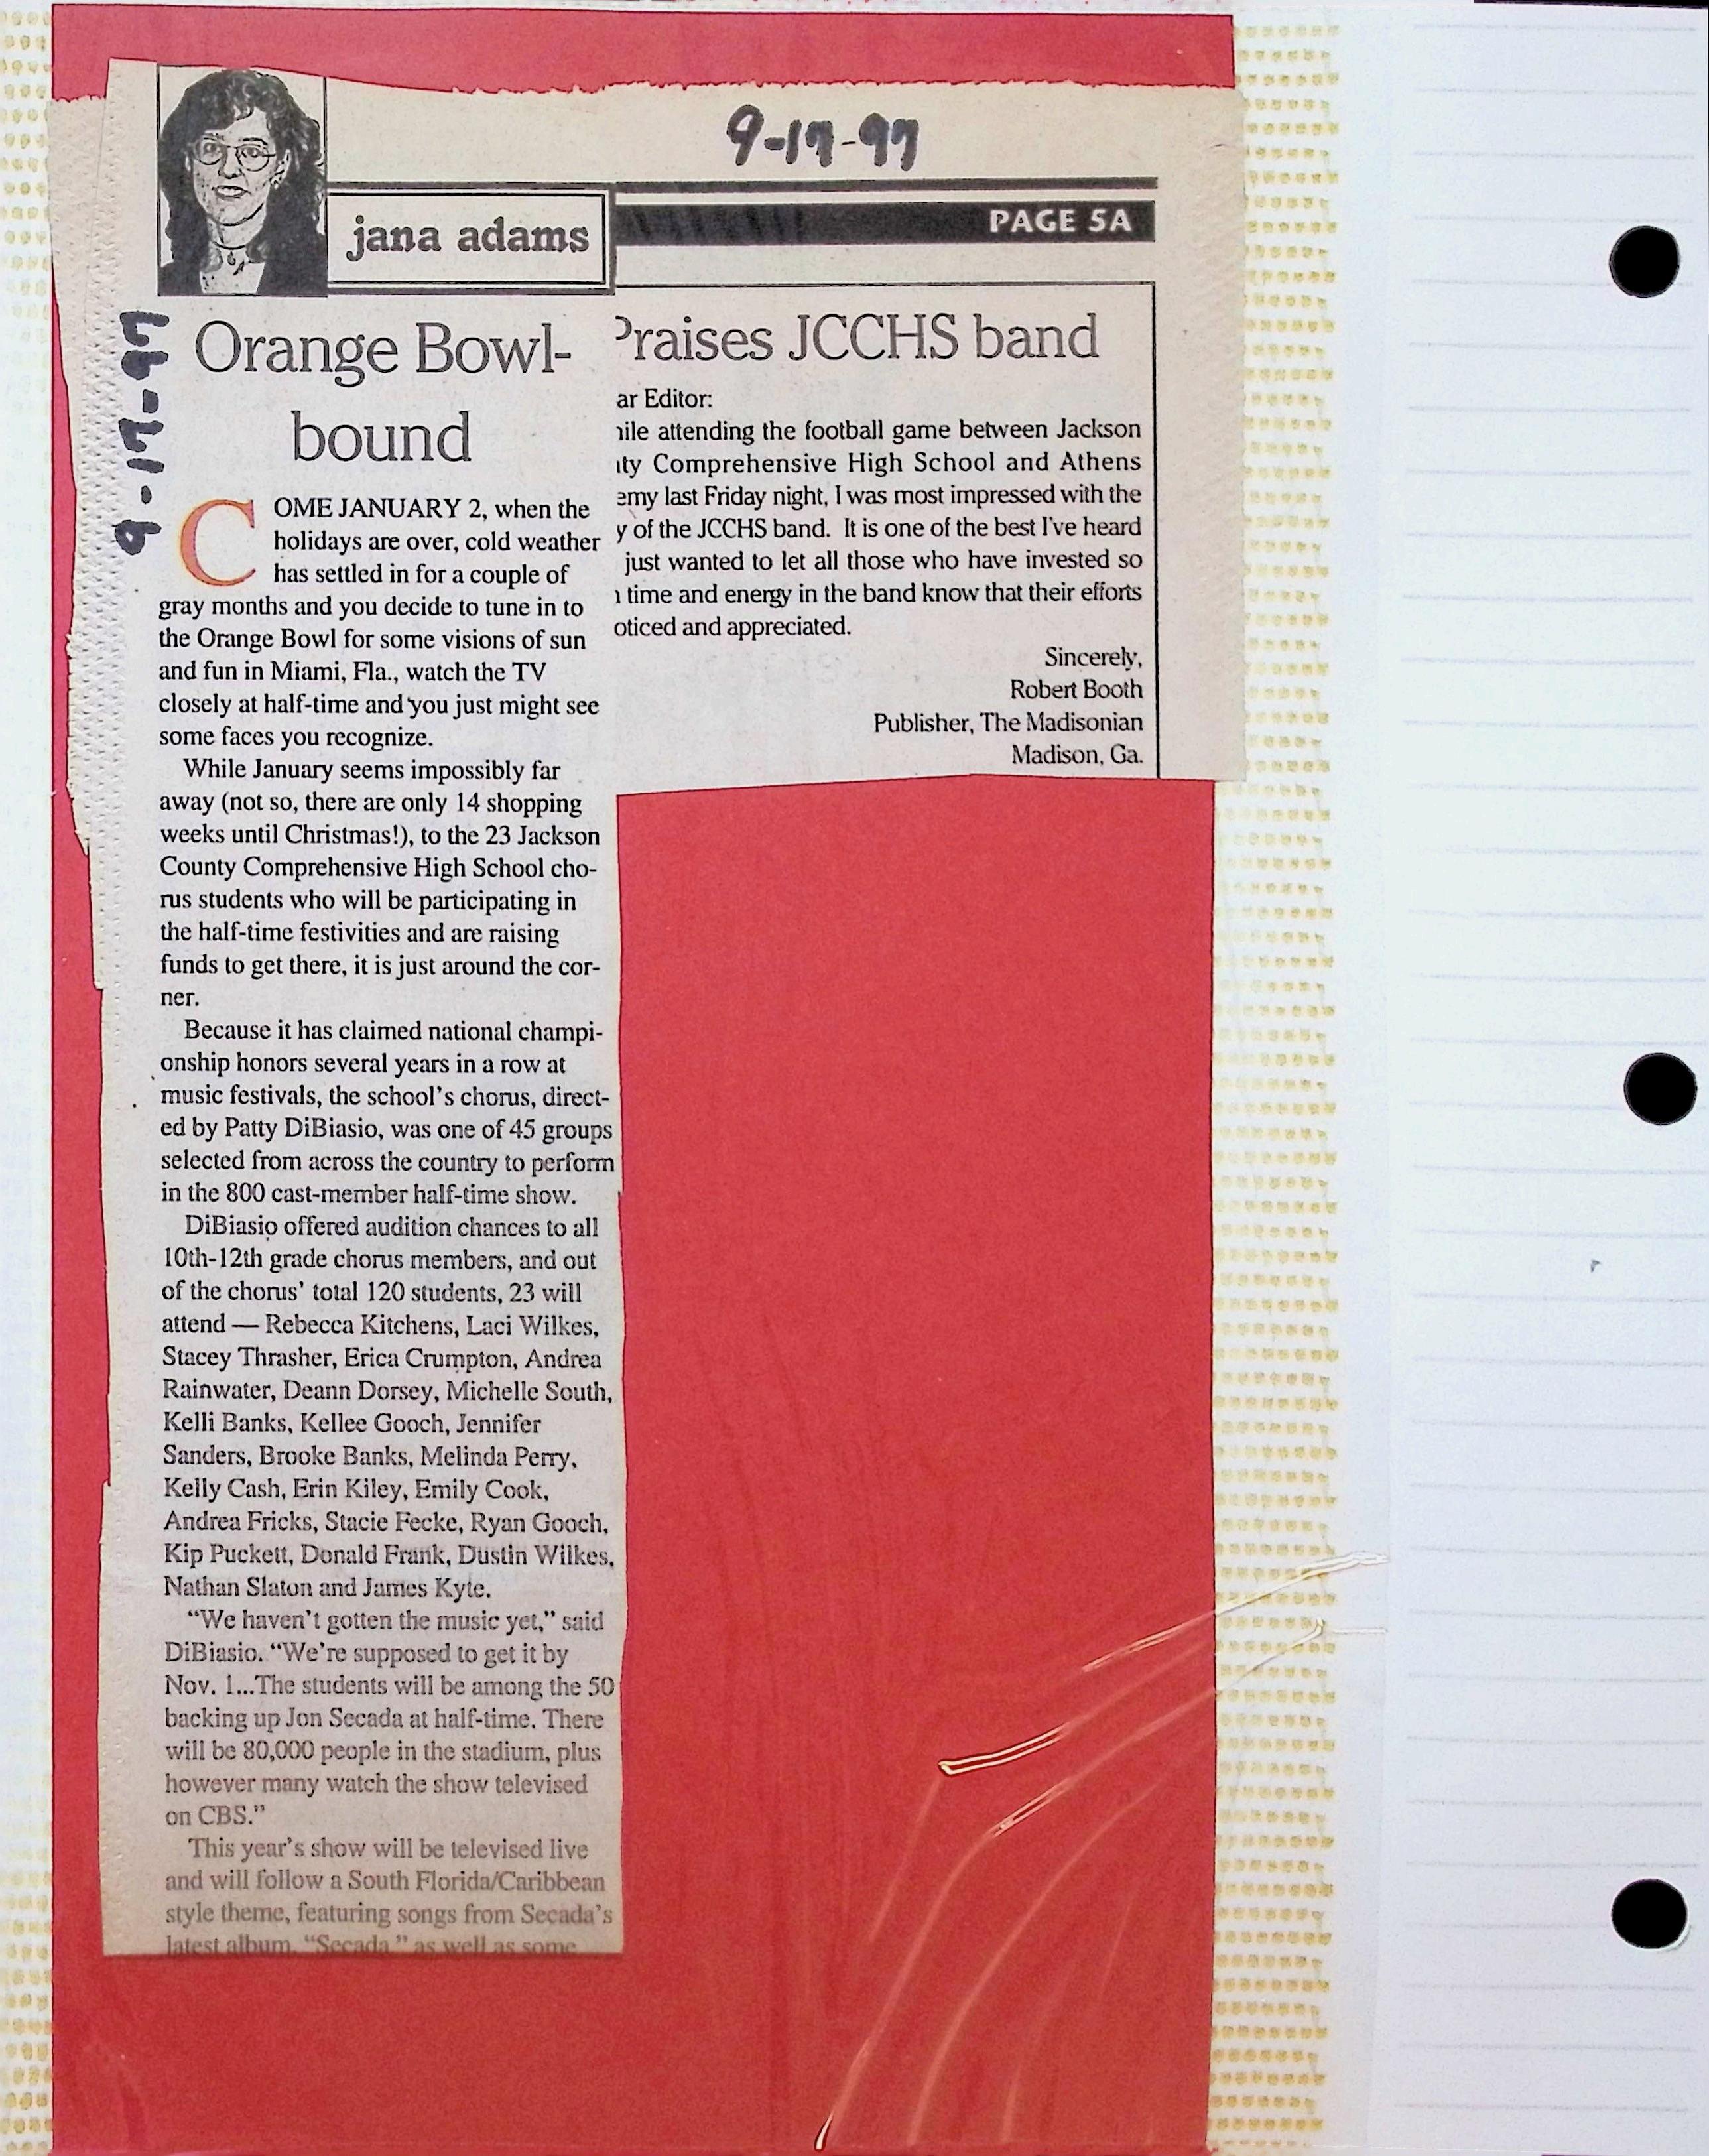 9-17-97
jana adams
9-17-97
Orange Bowl-
bound
COME JANUARY 2, when the
holidays are over, cold weather
has settled in for a couple of
gray months and you decide to tune in to
the Orange Bowl for some visions of sun
and fun in Miami, Fla., watch the TV
closely at half-time and you just might see
some faces you recognize.
While January seems impossibly far
away (not so, there are only 14 shopping
weeks until Christmas!), to the 23 Jackson
County Comprehensive High School cho-
rus students who will be participating in
the half-time festivities and are raising
funds to get there, it is just around the cor-
ner.
Because it has claimed national champi-
onship honors several years in a row at
music festivals, the school's chorus, direct-
ed by Patty DiBiasio, was one of 45 groups
selected from across the country to perform
in the 800 cast-member half-time show.
DiBiasio offered audition chances to all
10th-12th grade chorus members, and out
of the chorus' total 120 students, 23 will
attend — Rebecca Kitchens, Laci Wilkes,
Stacey Thrasher, Erica Crumpton, Andrea
Rainwater, Deann Dorsey, Michelle South,
Kelli Banks, Kellee Gooch, Jennifer
Sanders, Brooke Banks, Melinda Perry,
Kelly Cash, Erin Kiley, Emily Cook,
Andrea Fricks, Stacie Fecke, Ryan Gooch,
Kip Puckett, Donald Frank, Dustin Wilkes,
Nathan Slaton and James Kyte.
"We haven't gotten the music yet," said
DiBiasio. "We're supposed to get it by
Nov. 1...The students will be among the 50
backing up Jon Secada at half-time. There
will be 80,000 people in the stadium, plus
however many watch the show televised
on CBS."
This year's show will be televised live
and will follow a South Florida/Caribbean
style theme, featuring songs from Secada's
latest album, "Secada," as well as some
PAGE 5A
Praises JCCHS band
ar Editor:
ile attending the football game between Jackson
ty Comprehensive High School and Athens
emy last Friday night, I was most impressed with the
y of the JCCHS band. It is one of the best I've heard
just wanted to let all those who have invested so
time and energy in the band know that their efforts
oticed and appreciated.
Sincerely,
Robert Booth
Publisher, The Madisonian
Madison, Ga.